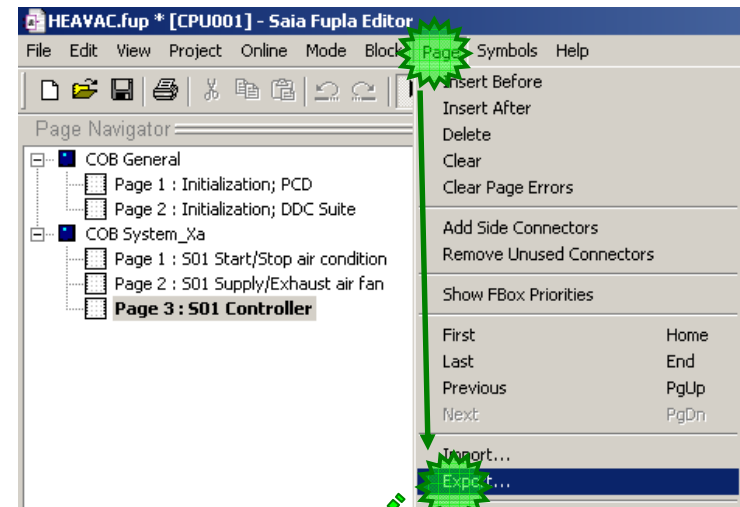 HEAVAC.fup * [CPU001] - Saia Fupla Editor
File Edit View Project Online Mode Block Page Symbols Help
Page Navigator
COB General
Page 1 : Initialization; PCD
Page 2 : Initialization; DDC Suite
COB System_Xa
Page 1 : S01 Start/Stop air condition
Page 2 : S01 Supply/Exhaust air fan
Page 3 : S01 Controller
Insert Before
Insert After
Delete
Clear
Clear Page Errors
Add Side Connectors
Remove Unused Connectors
Show FBox Priorities
First Home
Last End
Previous PgUp
Next PgDn
Import...
Export...